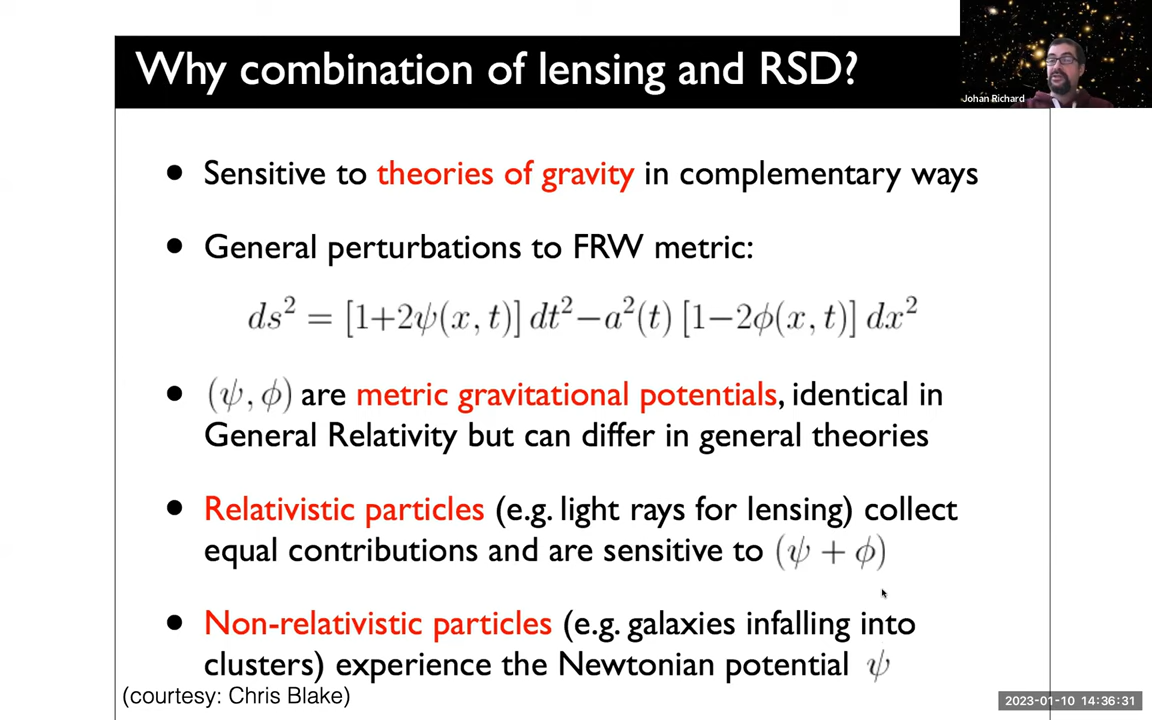 Why combination of lensing and RSD?
Johan Richard
• Sensitive to theories of gravity in complementary ways
• General perturbations to FRW metric:
ds² = [1+2ψ(x, t)] dt²−a²(t) [1−2ϕ(x, t)] dx²
• (ψ, ϕ) are metric gravitational potentials, identical in
General Relativity but can differ in general theories
• Relativistic particles (e.g. light rays for lensing) collect
equal contributions and are sensitive to (ψ + ϕ)
• Non-relativistic particles (e.g. galaxies infalling into
clusters) experience the Newtonian potential ψ
(courtesy: Chris Blake)
2023-01-10 14:36:31